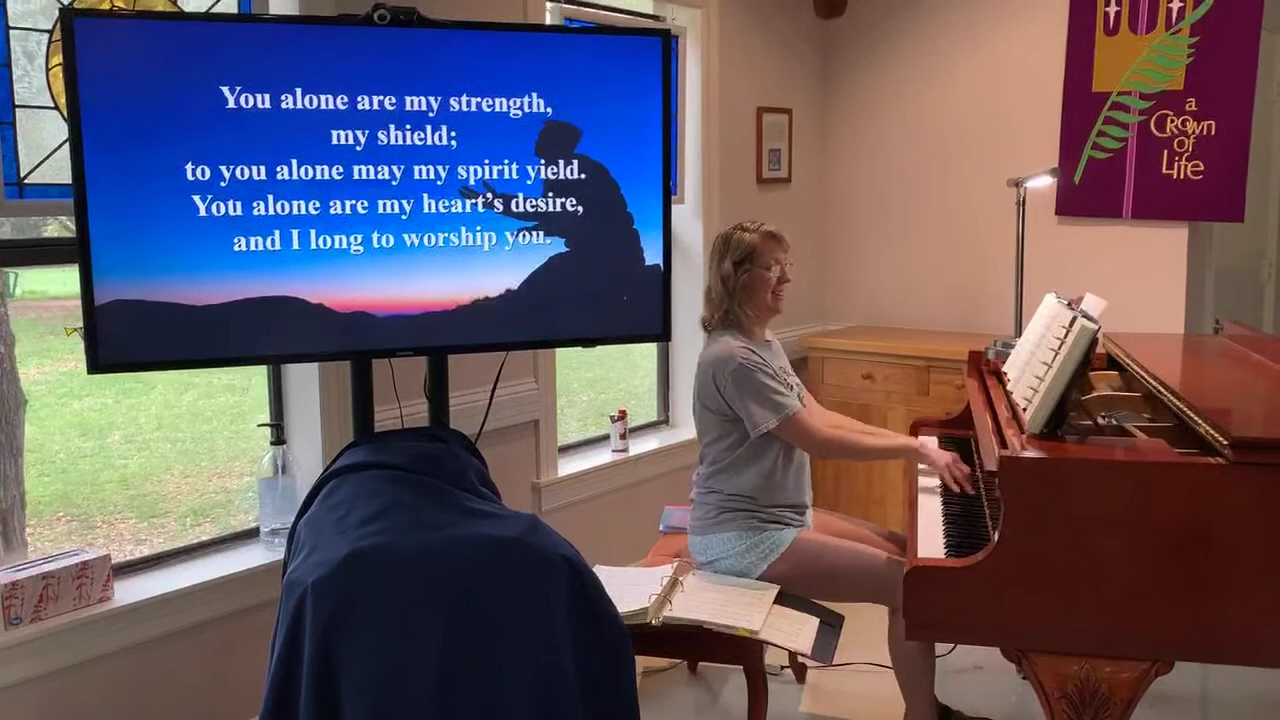 You alone are my strength,
my shield;
to you alone may my spirit yield.
You alone are my heart's desire,
and I long to worship you.
a
Crown
of
Life